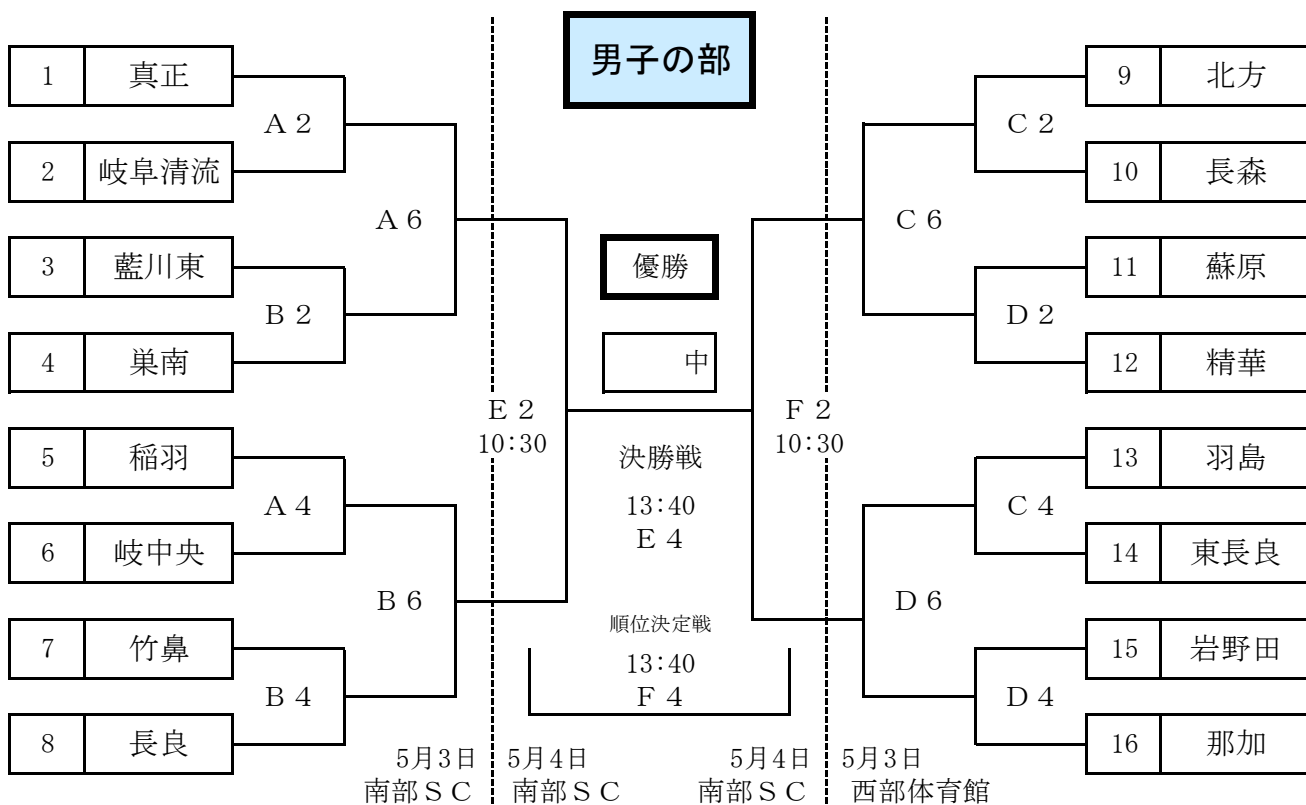 男子の部
1 真正
A2
2 岐阜清流
A6
3 藍川東
B2
4 巣南
E2
10:30
5 稲羽
A4
6 岐中央
B6
7 竹鼻
B4
8 長良
優勝
中
決勝戦
13:40
E4
順位決定戦
13:40
F4
9 北方
C2
10 長森
C6
11 蘇原
D2
12 精華
F2
10:30
13 羽島
C4
14 東長良
D6
15 岩野田
D4
16 那加
5月3日
南部SC
5月4日
南部SC
5月4日
南部SC
5月3日
西部体育館